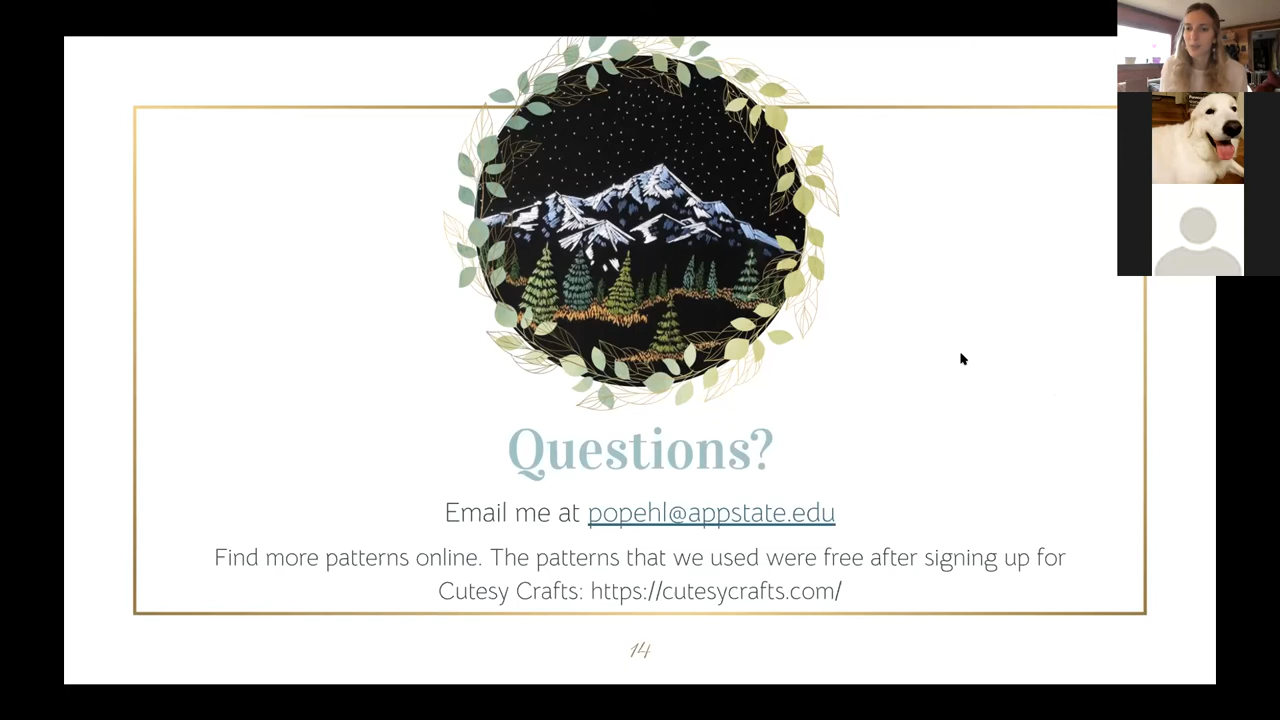 Questions?
Email me at popehl@appstate.edu
Find more patterns online. The patterns that we used were free after signing up for
Cutesy Crafts: https://cutesycrafts.com/
14